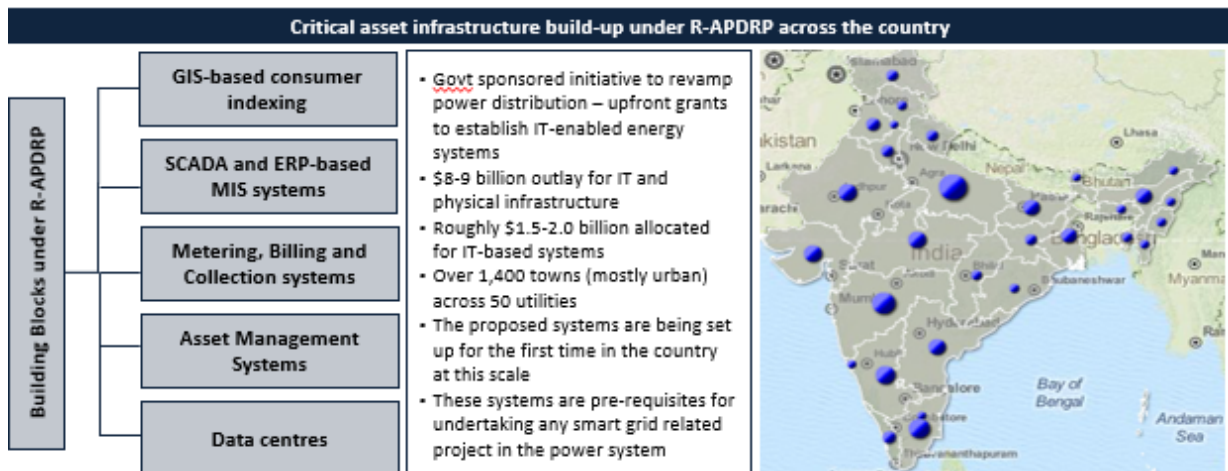 Critical asset infrastructure build-up under R-APDRP across the country
Building Blocks under R-APDRP
GIS-based consumer
indexing
SCADA and ERP-based
MIS systems
Metering, Billing and
Collection systems
Asset Management
Systems
Data centres
▪ Govt sponsored initiative to revamp
power distribution – upfront grants
to establish IT-enabled energy
systems
▪ $8-9 billion outlay for IT and
physical infrastructure
▪ Roughly $1.5-2.0 billion allocated
for IT-based systems
▪ Over 1,400 towns (mostly urban)
across 50 utilities
▪ The proposed systems are being set
up for the first time in the country
at this scale
▪ These systems are pre-requisites for
undertaking any smart grid related
project in the power system
Lhasa
New Delhi
Nepal
Bhutan
Agra
Kota
India
Bangladesh
Surat
Myanma
Hyderabad
Bangalore
Bay of
Bengal
Andaman
Sea